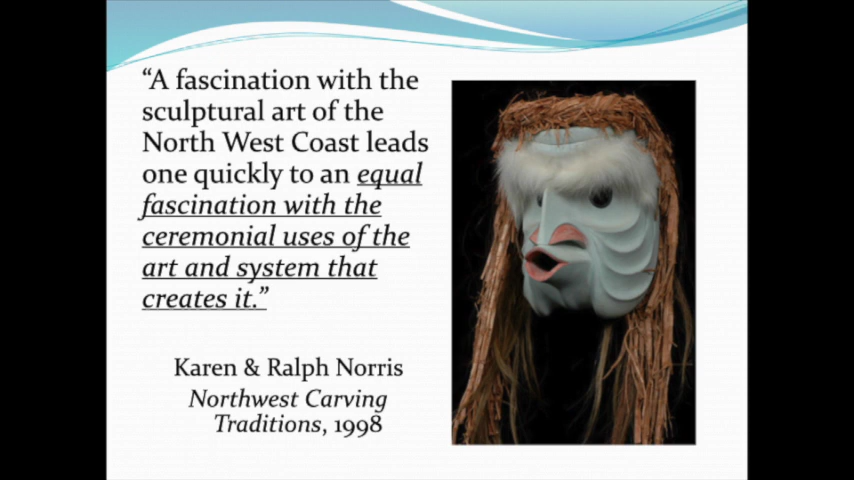 “A fascination with the
sculptural art of the
North West Coast leads
one quickly to an equal
fascination with the
ceremonial uses of the
art and system that
creates it.”
Karen & Ralph Norris
Northwest Carving
Traditions, 1998